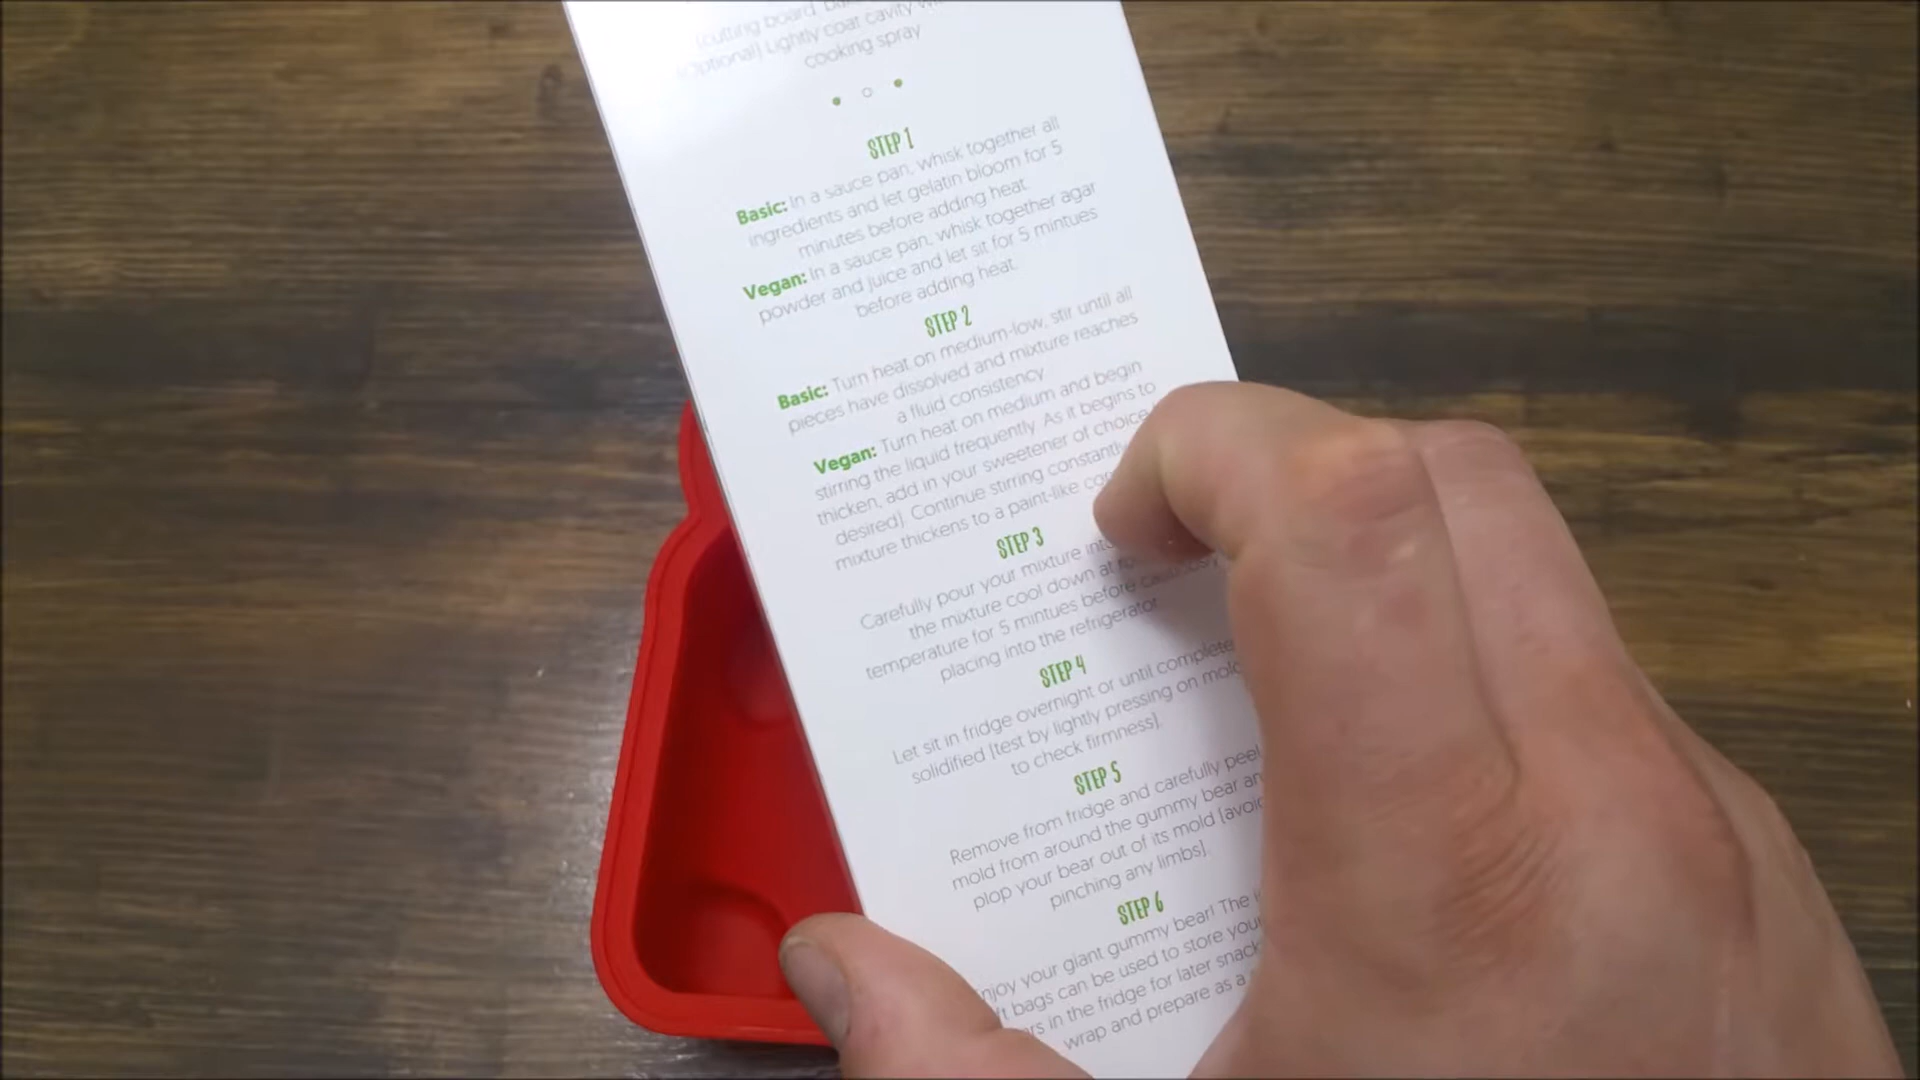 (cutting board
(Optional) Lightly coat cavity
cooking spray
STEP 1
Basic: In a sauce pan, whisk together all
ingredients and let gelatin bloom for 5
minutes before adding heat.
Vegan: In a sauce pan, whisk together agar
powder and juice and let sit for 5 mintues
before adding heat.
STEP 2
Basic: Turn heat on medium-low, stir until all
pieces have dissolved and mixture reaches
a fluid consistency.
Vegan: Turn heat on medium and begin
stirring the liquid frequently. As it begins to
thicken, add in your sweetener of choice
desired]. Continue stirring constantly
mixture thickens to a paint-like
STEP 3
Carefully pour your mixture into
the mixture cool down at
temperature for 5 mintues before cautiously
placing into the refrigerator.
STEP 4
Let sit in fridge overnight or until complete
solidified [test by lightly pressing on mold
to check firmness].
STEP 5
Remove from fridge and carefully peel
mold from around the gummy bear
plop your bear out of its mold [avoid
pinching any limbs].
STEP 6
your giant gummy bear! The
bags can be used to store your
in the fridge for later
wrap and prepare as a